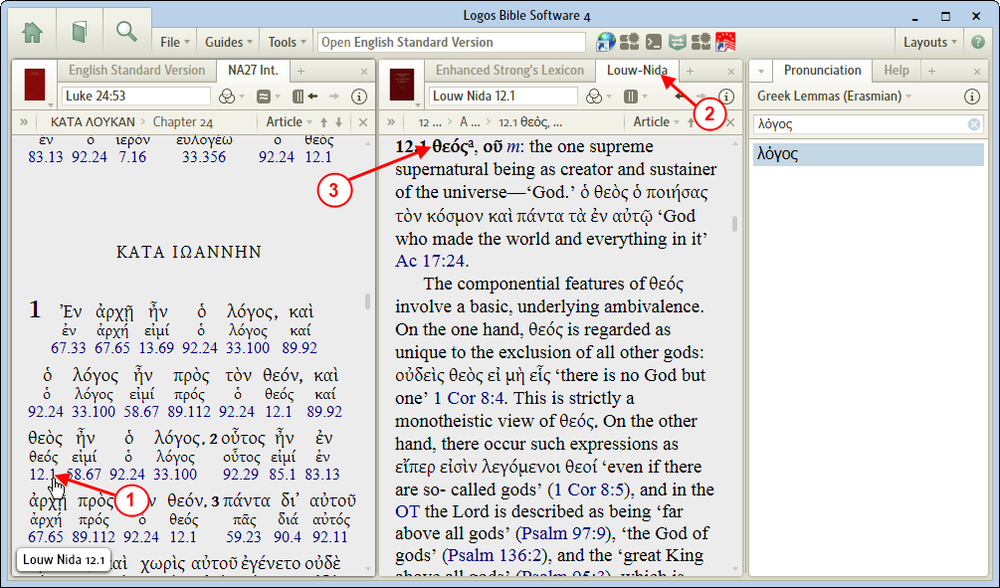 Logos Bible Software 4
File Guides Tools Open English Standard Version Layouts
English Standard Version NA27 Int.
Luke 24:53
ΚΑΤΑ ΛΟΥΚΑΝ > Chapter 24 Article
ἐν ὁ ἱερόν εὐλογέω ὁ θεός
83.13 92.24 7.16 33.356 92.24 12.1
ΚΑΤΑ ΙΩΑΝΝΗΝ
1 Ἐν ἀρχῇ ἦν ὁ λόγος, καὶ
ἐν ἀρχή εἰμί ὁ λόγος καί
67.33 67.65 13.69 92.24 33.100 89.92
ὁ λόγος ἦν πρὸς τὸν θεόν, καὶ
ὁ λόγος εἰμί πρός ὁ θεός καί
92.24 33.100 58.67 89.112 92.24 12.1 89.92
θεὸς ἦν ὁ λόγος. 2 οὗτος ἦν ἐν
θεός εἰμί ὁ λόγος οὗτος εἰμί ἐν
12.1 58.67 92.24 33.100 92.29 85.1 83.13
1
ἀρχῇ πρὸς θεόν. 3 πάντα δι’ αὐτοῦ
ἀρχή πρός ὁ θεός πᾶς διά αὐτός
67.65 89.112 92.24 12.1 59.23 90.4 92.11
Louw Nida 12.1
χωρὶς αὐτοῦ ἐγένετο οὐδὲ
Enhanced Strong's Lexicon Louw-Nida
Louw Nida 12.1
2
12 ... > A ... > 12.1 θεός, ... Article
3
12.1 θεόςᵃ, οῦ m: the one supreme
supernatural being as creator and sustainer
of the universe—‘God.’ ὁ θεὸς ὁ ποιήσας
τὸν κόσμον καὶ πάντα τὰ ἐν αὐτῷ ‘God
who made the world and everything in it’
Ac 17:24.
The componential features of θεός
involve a basic, underlying ambivalence.
On the one hand, θεός is regarded as
unique to the exclusion of all other gods:
οὐδεὶς θεὸς εἰ μὴ εἷς ‘there is no God but
one’ 1 Cor 8:4. This is strictly a
monotheistic view of θεός. On the other
hand, there occur such expressions as
εἴπερ εἰσὶν λεγόμενοι θεοί ‘even if there
are so- called gods’ (1 Cor 8:5), and in the
OT the Lord is described as being ‘far
above all gods’ (Psalm 97:9), ‘the God of
gods’ (Psalm 136:2), and the ‘great King
above all gods’ (Psalm 95:3), which is
Pronunciation Help
Greek Lemmas (Erasmian)
λόγος
λόγος